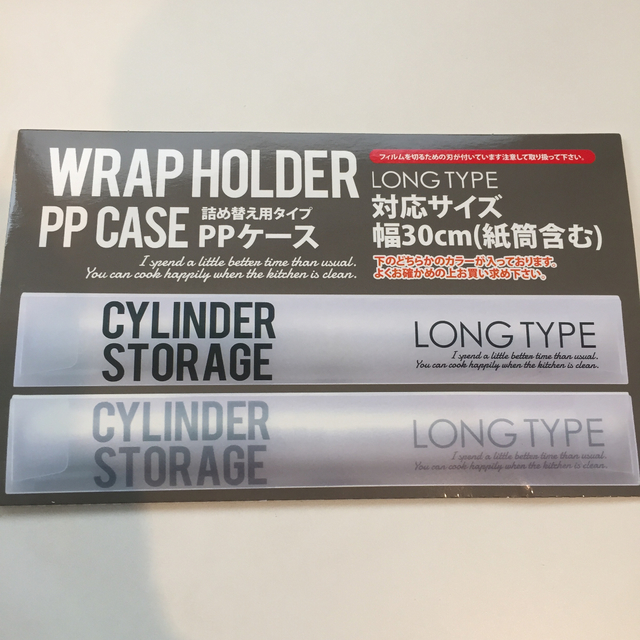 WRAP HOLDER
PP CASE 詰め替え用タイプ PPケース
I spend a little better time than usual.
You can cook happily when the kitchen is clean.
フィルムを切るための刃が付いています注意して取り扱って下さい。
LONG TYPE
対応サイズ
幅30cm(紙筒含む)
下のどちらかのカラーが入っております。
よくお確かめの上お買い求め下さい。
CYLINDER
STORAGE
LONG TYPE
I spend a little better time than usual.
You can cook happily when the kitchen is clean.
CYLINDER
STORAGE
LONG TYPE
I spend a little better time than usual.
You can cook happily when the kitchen is clean.